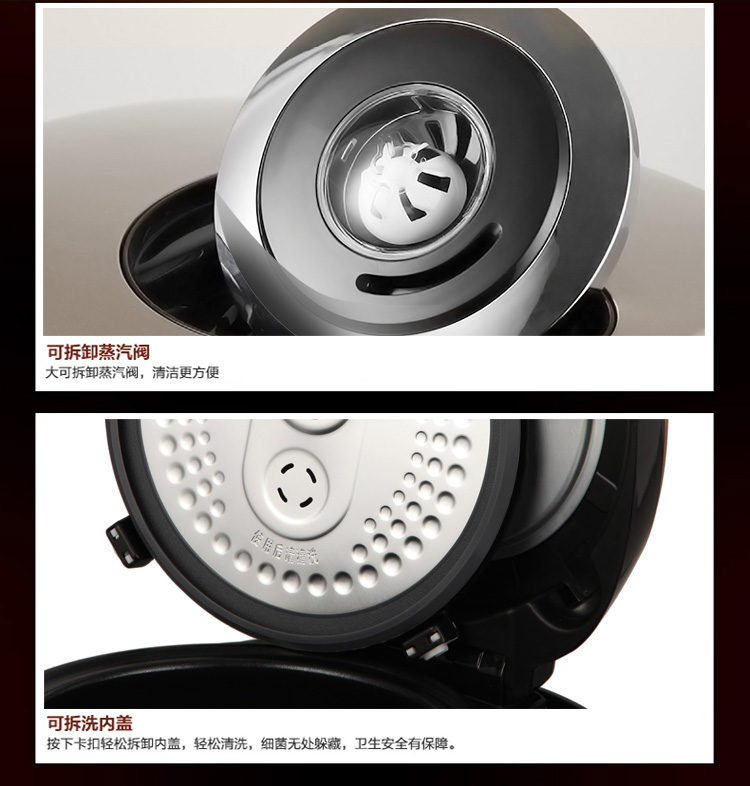 可拆卸蒸汽阀
大可拆卸蒸汽阀，清洁更方便
使用后请清洗
可拆洗内盖
按下卡扣轻松拆卸内盖，轻松清洗，细菌无处躲藏，卫生安全有保障。